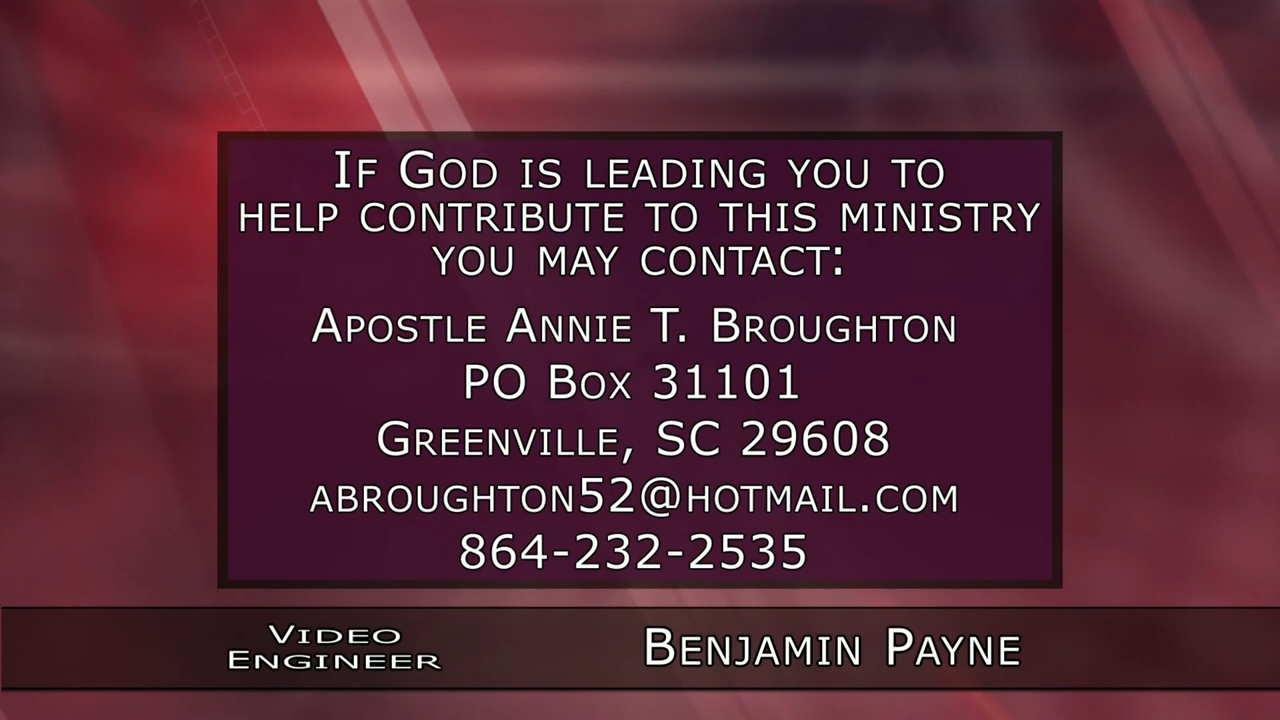 If God is leading you to
help contribute to this ministry
you may contact:
Apostle Annie T. Broughton
PO Box 31101
Greenville, SC 29608
abroughton52@hotmail.com
864-232-2535
Video
Engineer
Benjamin Payne